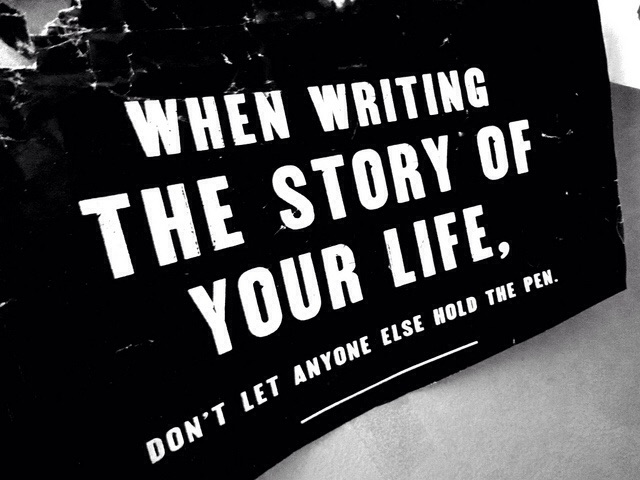 WHEN WRITING
THE STORY OF
YOUR LIFE,
DON'T LET ANYONE ELSE HOLD THE PEN.